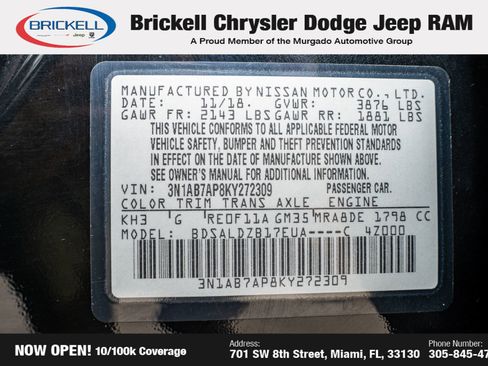 BRICKELL
Brickell Chrysler Dodge Jeep RAM
A Proud Member of the Murgado Automotive Group
MANUFACTURED BY NISSAN MOTOR CO., LTD.
DATE: 11/18. GVWR: 3876 LBS
GAWR FR: 2143 LBS GAWR RR: 1881 LBS
THIS VEHICLE CONFORMS TO ALL APPLICABLE FEDERAL MOTOR
VEHICLE SAFETY, BUMPER AND THEFT PREVENTION STANDARDS
IN EFFECT ON THE DATE OF MANUFACTURE SHOWN ABOVE.
SEE OWNER'S MANUAL FOR ADDITIONAL INFORMATION
VIN: 3N1AB7AP8KY272309 PASSENGER CAR.
COLOR TRIM TRANS AXLE ENGINE
KH3 G RE0F11A GM35 MRA8DE 1798 CC
MODEL: BDSALDZB17EUA----C 4Z000
3N1AB7AP8KY272309
NOW OPEN! 10/100k Coverage
Address:
701 SW 8th Street, Miami, FL, 33130
Phone Number:
305-845-47